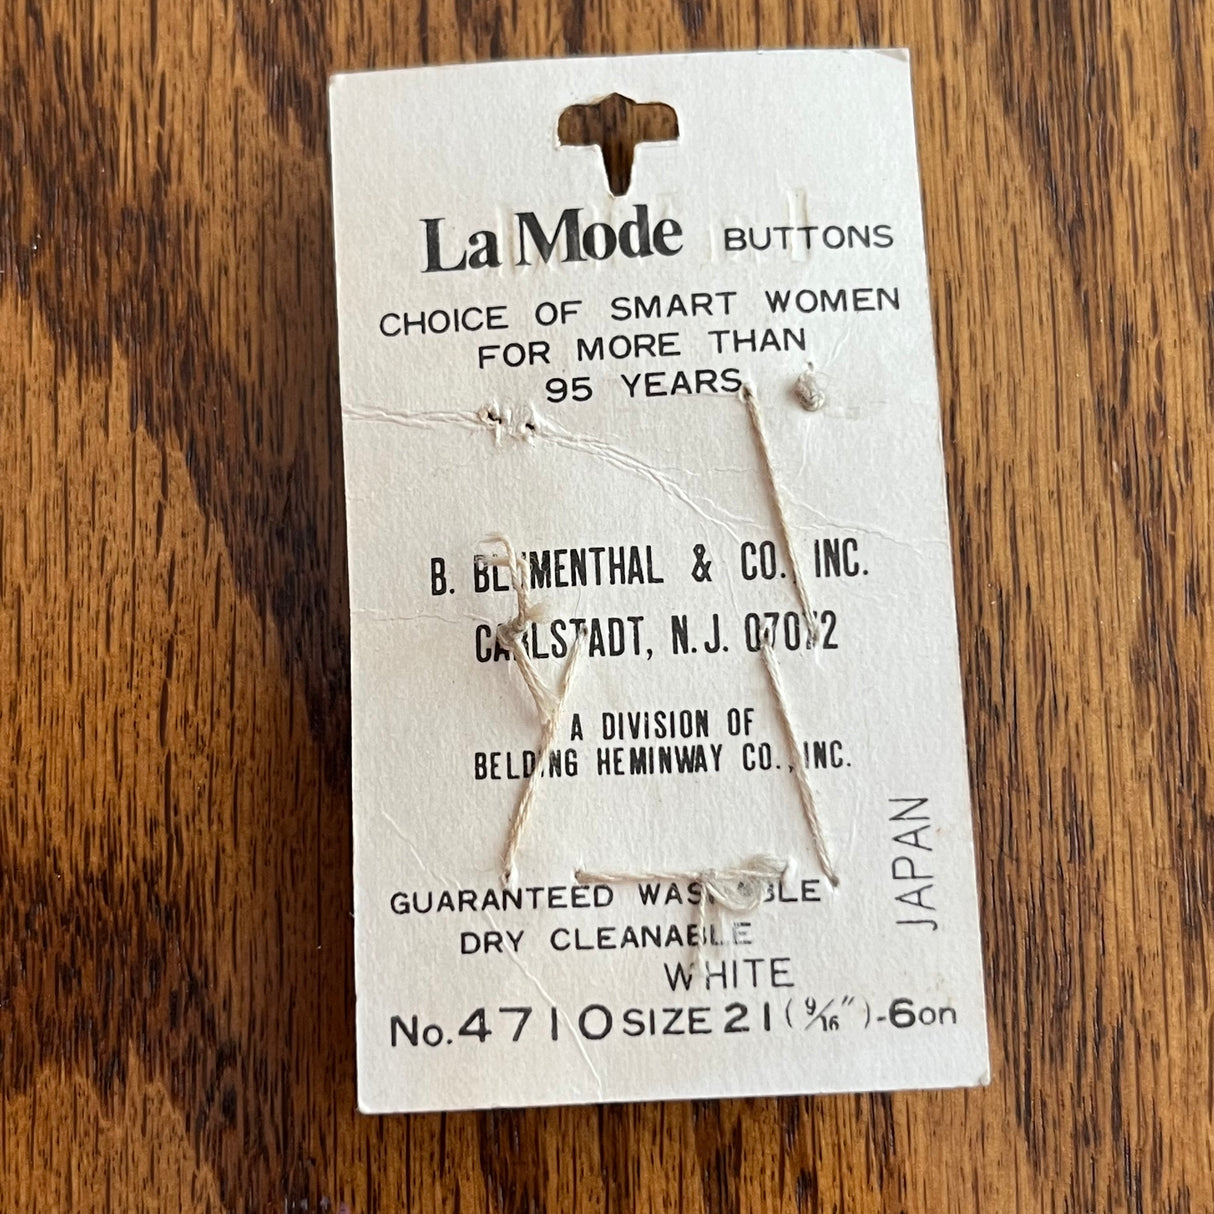 La Mode BUTTONS
CHOICE OF SMART WOMEN
FOR MORE THAN
95 YEARS.
B. BLUMENTHAL & CO., INC.
CARLSTADT, N.J. 07072
A DIVISION OF
BELDING HEMINWAY CO., INC.
JAPAN
GUARANTEED WASHABLE
DRY CLEANABLE
WHITE
No. 4710 SIZE 21 (9/16")-6on